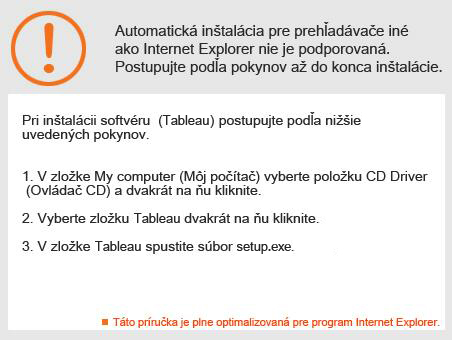 Automatická inštalácia pre prehľadávače iné
ako Internet Explorer nie je podporovaná.
Postupujte podľa pokynov až do konca inštalácie.
Pri inštalácii softvéru (Tableau) postupujte podľa nižšie
uvedených pokynov.
1. V zložke My computer (Môj počítač) vyberte položku CD Driver
(Ovládač CD) a dvakrát na ňu kliknite.
2. Vyberte zložku Tableau dvakrát na ňu kliknite.
3. V zložke Tableau spustite súbor setup.exe.
Táto príručka je plne optimalizovaná pre program Internet Explorer.